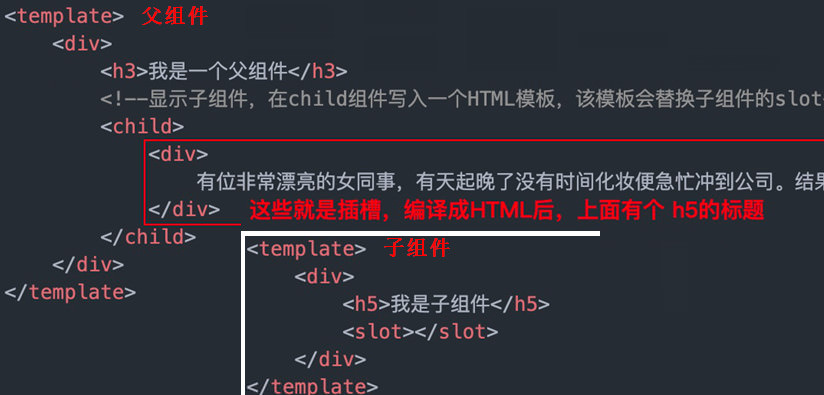 <template> 父组件
<div>
<h3>我是一个父组件</h3>
<!--显示子组件，在child组件写入一个HTML模板，该模板会替换子组件的slot
<child>
<div>
有位非常漂亮的女同事，有天起晚了没有时间化妆便急忙冲到公司。结果
</div> 这些就是插槽，编译成HTML后，上面有个 h5的标题
</child>
</div>
</template>
<template> 子组件
<div>
<h5>我是子组件</h5>
<slot></slot>
</div>
</template>